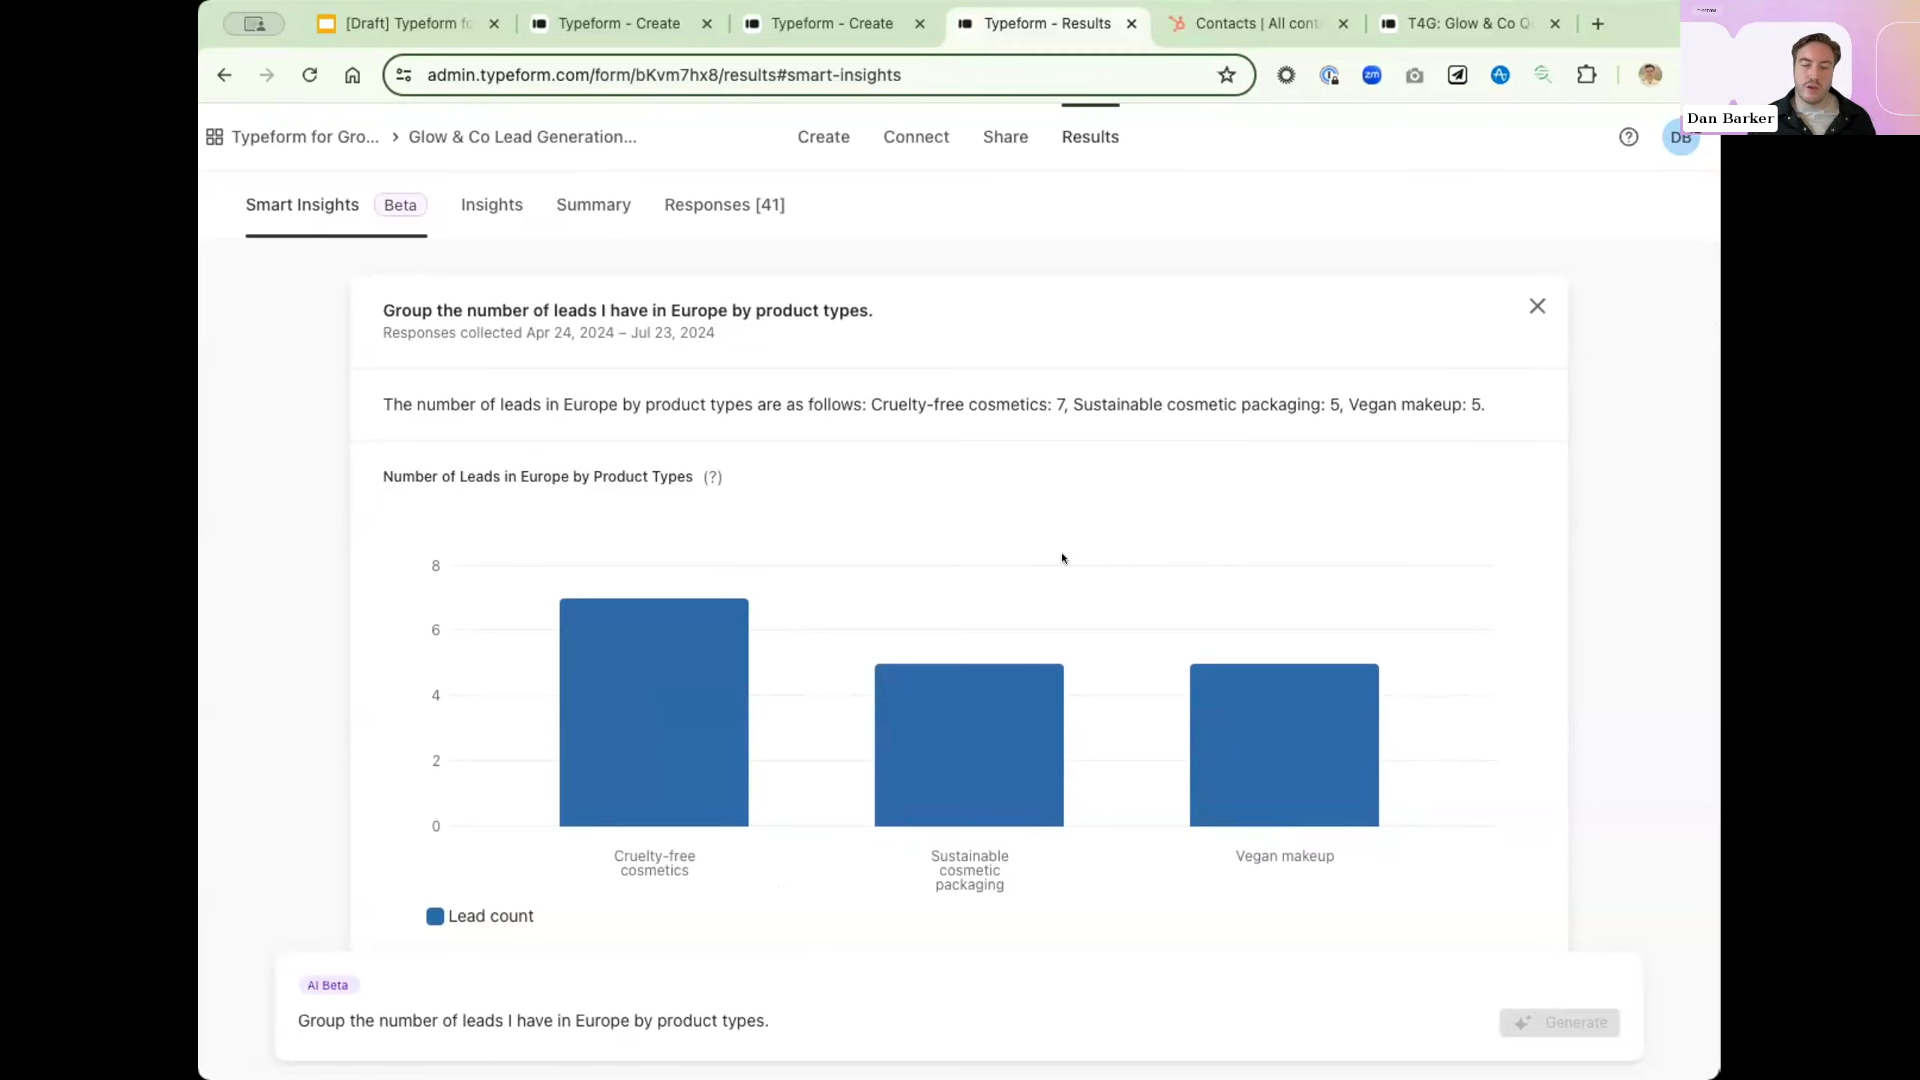 [Draft] Typeform fo
Typeform - Create
Typeform - Create
Typeform - Results
Contacts | All cont
T4G: Glow & Co Q
admin.typeform.com/form/bKvm7hx8/results#smart-insights
zm
Dan Barker
Typeform for Gro... > Glow & Co Lead Generation...
Create
Connect
Share
Results
DB
Smart Insights Beta
Insights
Summary
Responses [41]
Group the number of leads I have in Europe by product types.
Responses collected Apr 24, 2024 – Jul 23, 2024
The number of leads in Europe by product types are as follows: Cruelty-free cosmetics: 7, Sustainable cosmetic packaging: 5, Vegan makeup: 5.
Number of Leads in Europe by Product Types (?)
8
6
4
2
0
Cruelty-free
cosmetics
Sustainable
cosmetic
packaging
Vegan makeup
Lead count
AI Beta
Group the number of leads I have in Europe by product types.
Generate